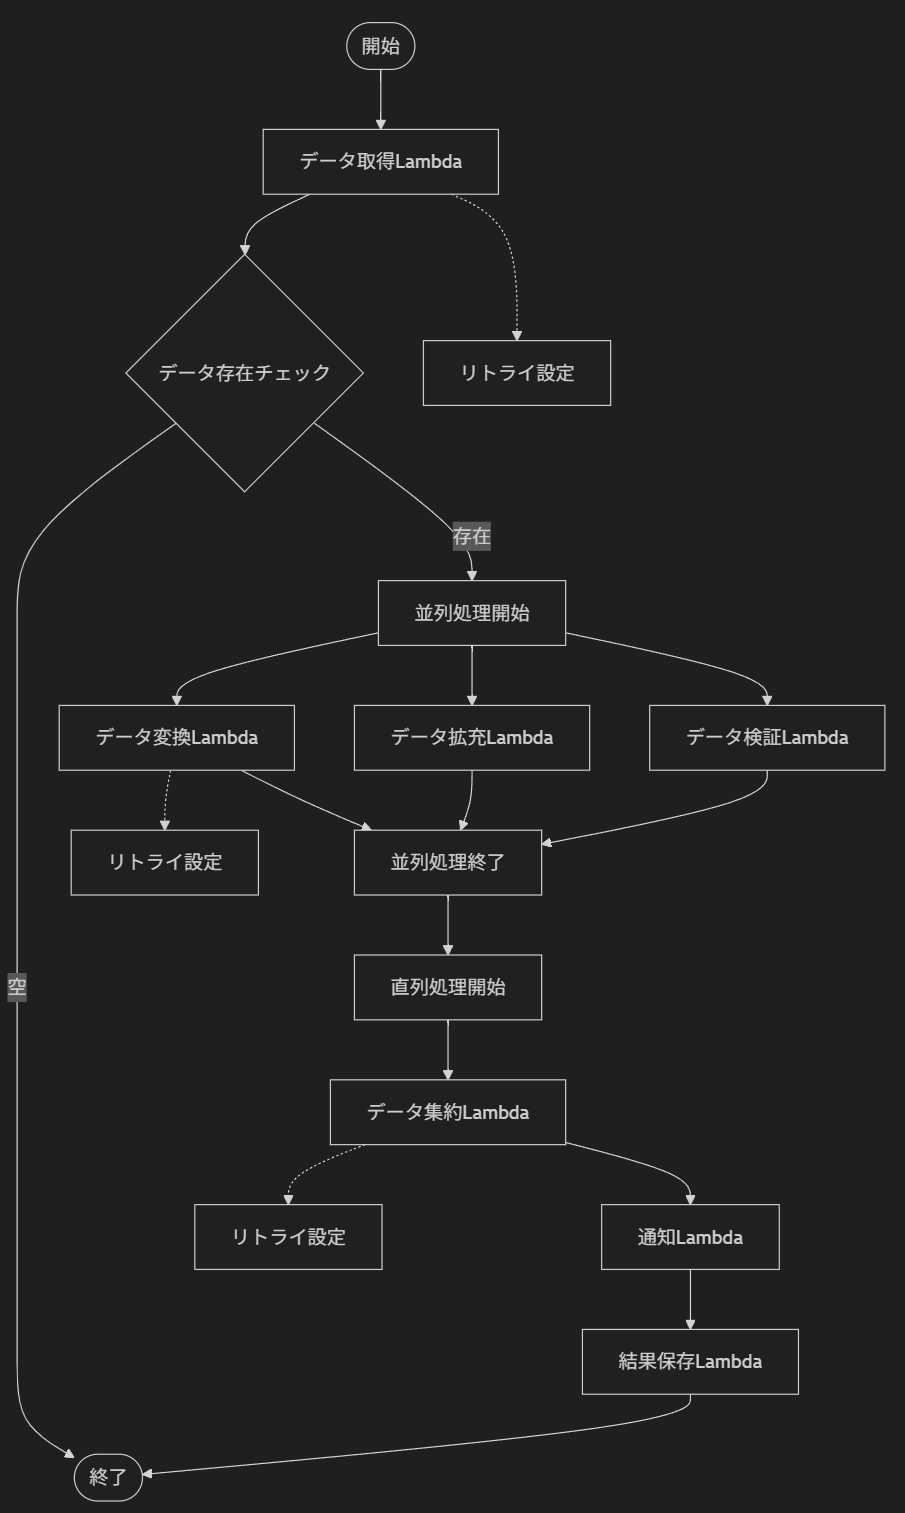 開始
データ取得Lambda
データ存在チェック
リトライ設定
存在
並列処理開始
データ変換Lambda
データ拡充Lambda
データ検証Lambda
リトライ設定
並列処理終了
空
直列処理開始
データ集約Lambda
リトライ設定
通知Lambda
結果保存Lambda
終了